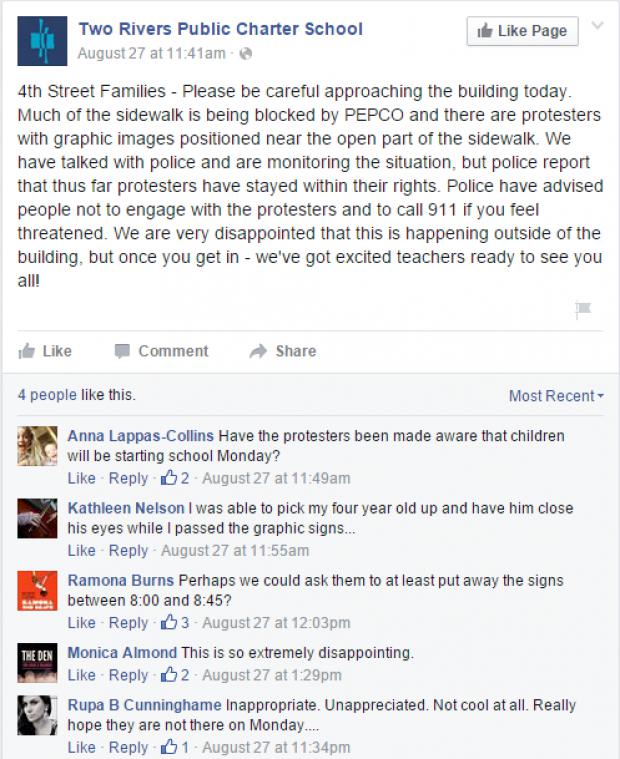 Two Rivers Public Charter School
August 27 at 11:41am ·
Like Page
4th Street Families - Please be careful approaching the building today.
Much of the sidewalk is being blocked by PEPCO and there are protesters
with graphic images positioned near the open part of the sidewalk. We
have talked with police and are monitoring the situation, but police report
that thus far protesters have stayed within their rights. Police have advised
people not to engage with the protesters and to call 911 if you feel
threatened. We are very disappointed that this is happening outside of the
building, but once you get in - we've got excited teachers ready to see you
all!
Like Comment Share
4 people like this.
Most Recent
Anna Lappas-Collins Have the protesters been made aware that children
will be starting school Monday?
Like · Reply · 2 · August 27 at 11:49am
Kathleen Nelson I was able to pick my four year old up and have him close
his eyes while I passed the graphic signs...
Like · Reply · August 27 at 11:55am
Ramona Burns Perhaps we could ask them to at least put away the signs
between 8:00 and 8:45?
Like · Reply · 3 · August 27 at 12:03pm
THE DEN
Monica Almond This is so extremely disappointing.
Like · Reply · 2 · August 27 at 1:29pm
Rupa B Cunninghame Inappropriate. Unappreciated. Not cool at all. Really
hope they are not there on Monday....
Like · Reply · 1 · August 27 at 11:34pm